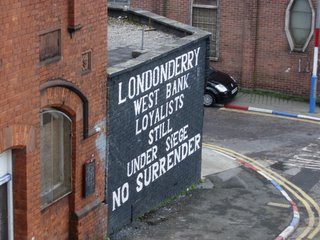 LONDONDERRY
WEST BANK
LOYALISTS
STILL
UNDER SIEGE
NO SURRENDER